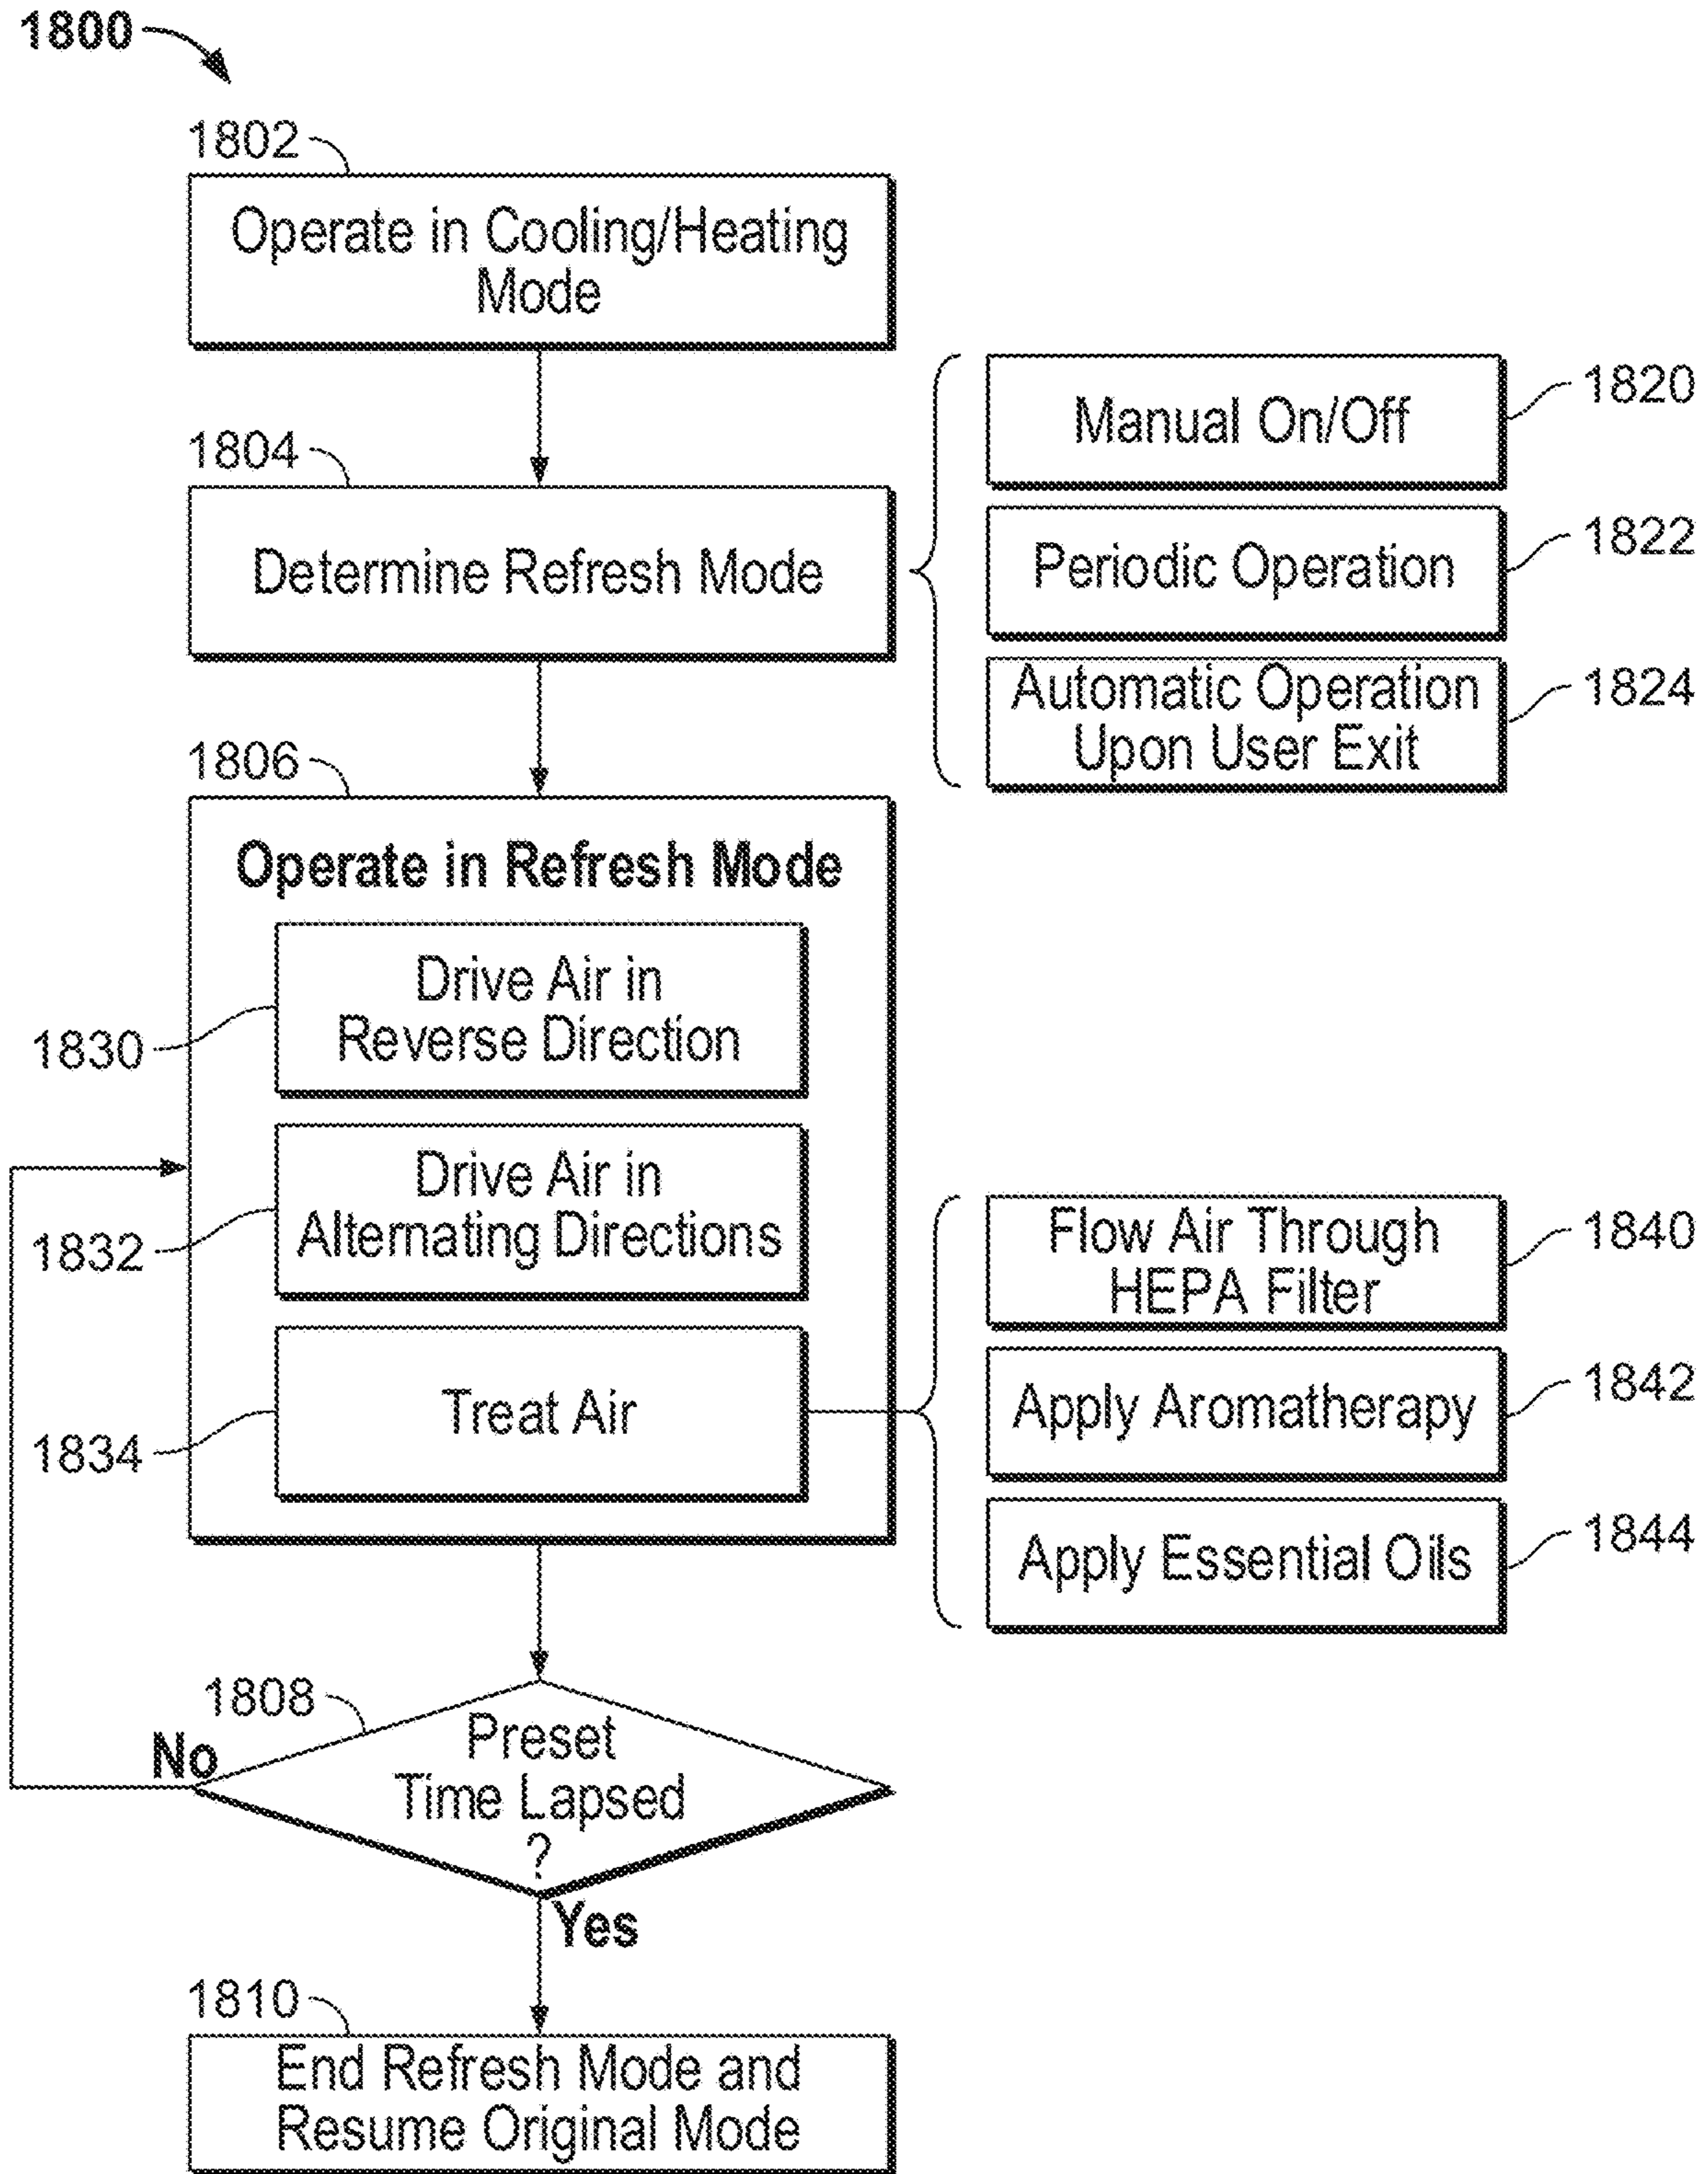 1800
1802
Operate in Cooling/Heating
Mode
1804
Determine Refresh Mode
Manual On/Off
1820
Periodic Operation
1822
Automatic Operation
Upon User Exit
1824
1806
Operate in Refresh Mode
Drive Air in
Reverse Direction
1830
Drive Air in
Alternating Directions
1832
Treat Air
1834
Flow Air Through
HEPA Filter
1840
Apply Aromatherapy
1842
Apply Essential Oils
1844
1808
Preset
Time Lapsed
?
No
Yes
1810
End Refresh Mode and
Resume Original Mode